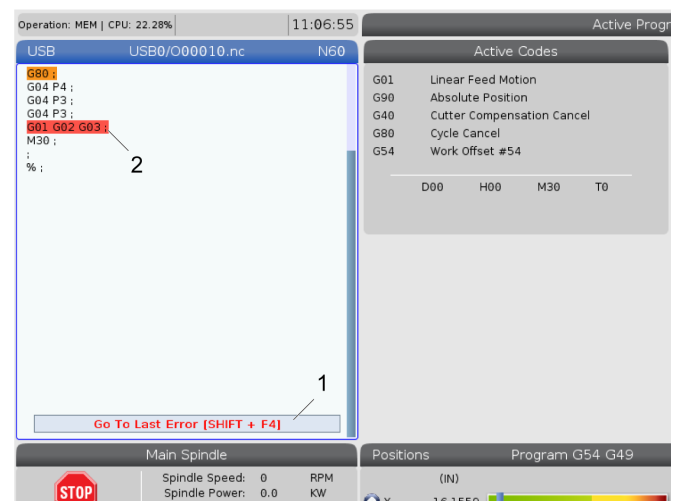 Operation: MEM | CPU: 22.28%
11:06:55
Active Progr
USB USB0/O00010.nc N60
G80 ;
G04 P4 ;
G04 P3 ;
G04 P3 ;
G01 G02 G03 ;
M30 ;
;
% ;
2
1
Go To Last Error [SHIFT + F4]
Active Codes
G01 Linear Feed Motion
G90 Absolute Position
G40 Cutter Compensation Cancel
G80 Cycle Cancel
G54 Work Offset #54
D00 H00 M30 T0
Main Spindle
STOP
Spindle Speed: 0 RPM
Spindle Power: 0.0 KW
Positions Program G54 G49
(IN)
X 16.1550